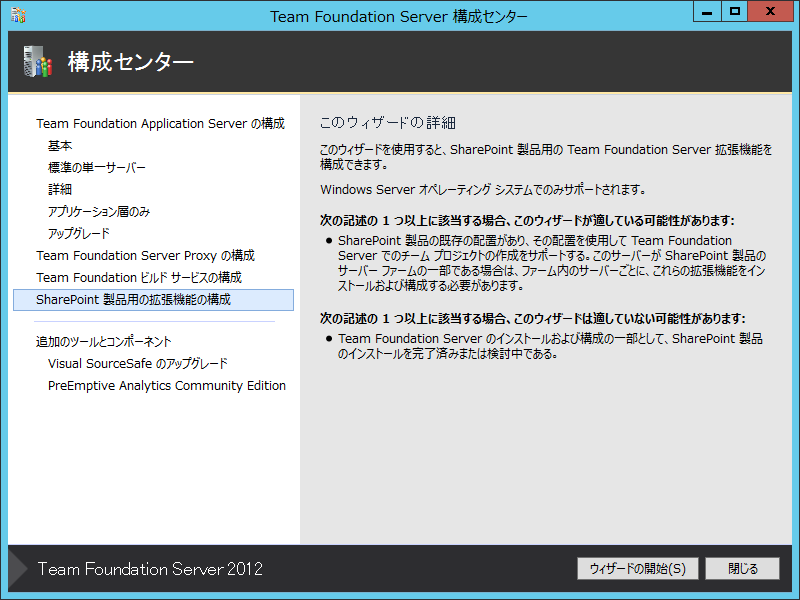 Team Foundation Server 構成センター
構成センター
Team Foundation Application Server の構成
基本
標準の単一サーバー
詳細
アプリケーション層のみ
アップグレード
Team Foundation Server Proxy の構成
Team Foundation ビルド サービスの構成
SharePoint 製品用の拡張機能の構成
追加のツールとコンポーネント
Visual SourceSafe のアップグレード
PreEmptive Analytics Community Edition
このウィザードの詳細
このウィザードを使用すると、SharePoint 製品用の Team Foundation Server 拡張機能を
構成できます。
Windows Server オペレーティング システムでのみサポートされます。
次の記述の 1 つ以上に該当する場合、このウィザードが適している可能性があります:
● SharePoint 製品の既存の配置があり、その配置を使用して Team Foundation
Server でのチーム プロジェクトの作成をサポートする。このサーバーが SharePoint 製品の
サーバー ファームの一部である場合は、ファーム内のサーバーごとに、これらの拡張機能をイン
ストールおよび構成する必要があります。
次の記述の 1 つ以上に該当する場合、このウィザードは適していない可能性があります:
● Team Foundation Server のインストールおよび構成の一部として、SharePoint 製品
のインストールを完了済みまたは検討中である。
Team Foundation Server 2012
ウィザードの開始(S)
閉じる